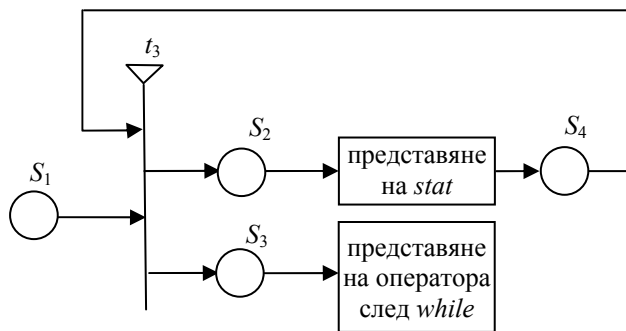 t₃
S₂
S₄
представяне
на stat
S₁
S₃
представяне
на оператора
след while